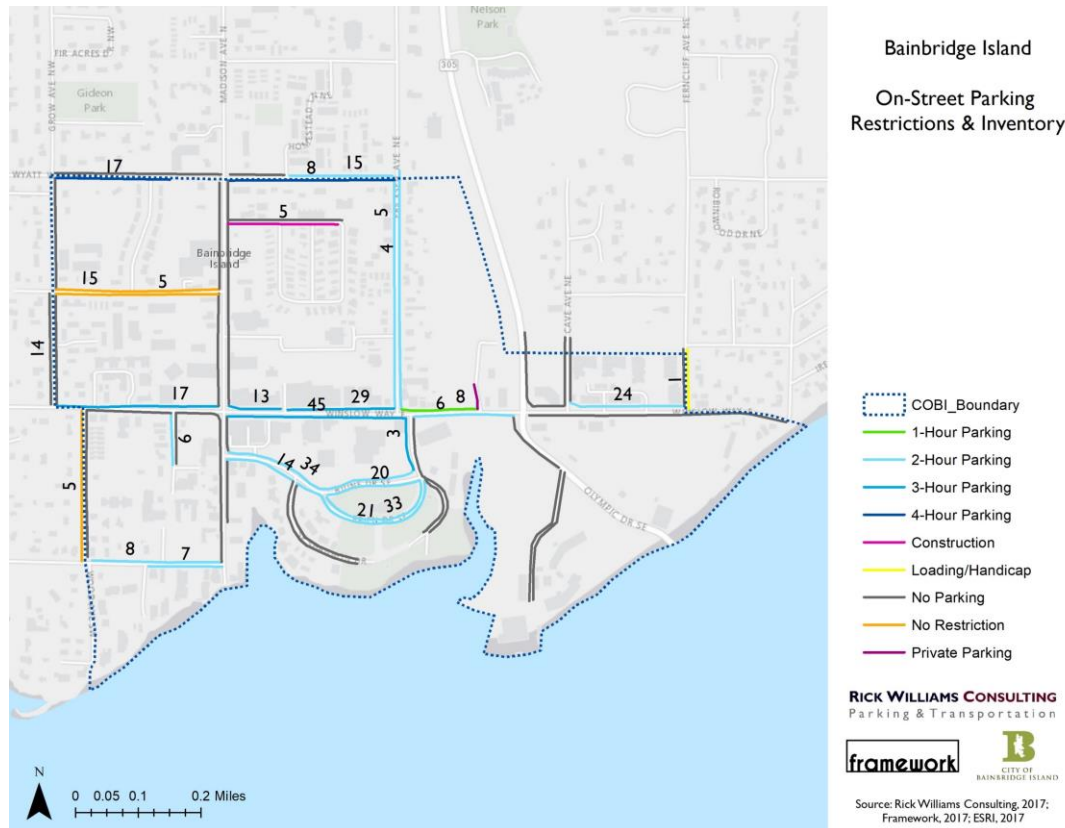 Bainbridge Island
On-Street Parking
Restrictions & Inventory
Nelson
Park
305
FIR ACRES D
R NW
Gideon
Park
GROW AVE NW
MADISON AVE N
FERNCLIFF AVE NE
WYATT
17
8
15
5
5
4
Bainbridge
Island
15
5
14
CAVE AVE NE
17
13
45
29
WINSLOW WAY
6
8
24
1
6
3
14
34
20
21
33
5
8
7
OLYMPIC DR SE
COBI_Boundary
1-Hour Parking
2-Hour Parking
3-Hour Parking
4-Hour Parking
Construction
Loading/Handicap
No Parking
No Restriction
Private Parking
RICK WILLIAMS CONSULTING
Parking & Transportation
framework
B
CITY OF
BAINBRIDGE ISLAND
N
0 0.05 0.1 0.2 Miles
Source: Rick Williams Consulting, 2017;
Framework, 2017; ESRI, 2017